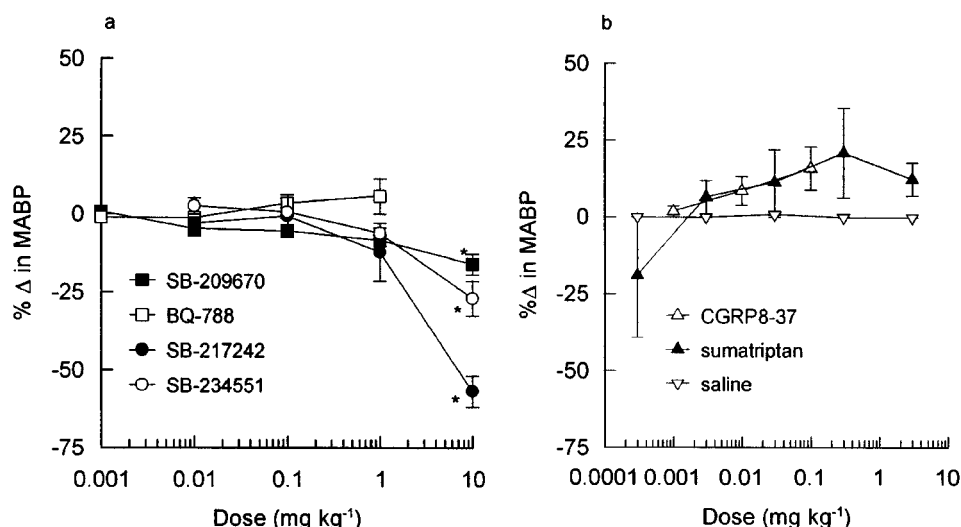 a
50
25
0
-25
-50
-75
% Δ in MABP
*
*
*
SB-209670
BQ-788
SB-217242
SB-234551
0.001 0.01 0.1 1 10
Dose (mg kg-1)
b
50
25
0
-25
-50
-75
%Δ in MABP
CGRP8-37
sumatriptan
saline
0.0001 0.001 0.01 0.1 1 10
Dose (mg kg-1)